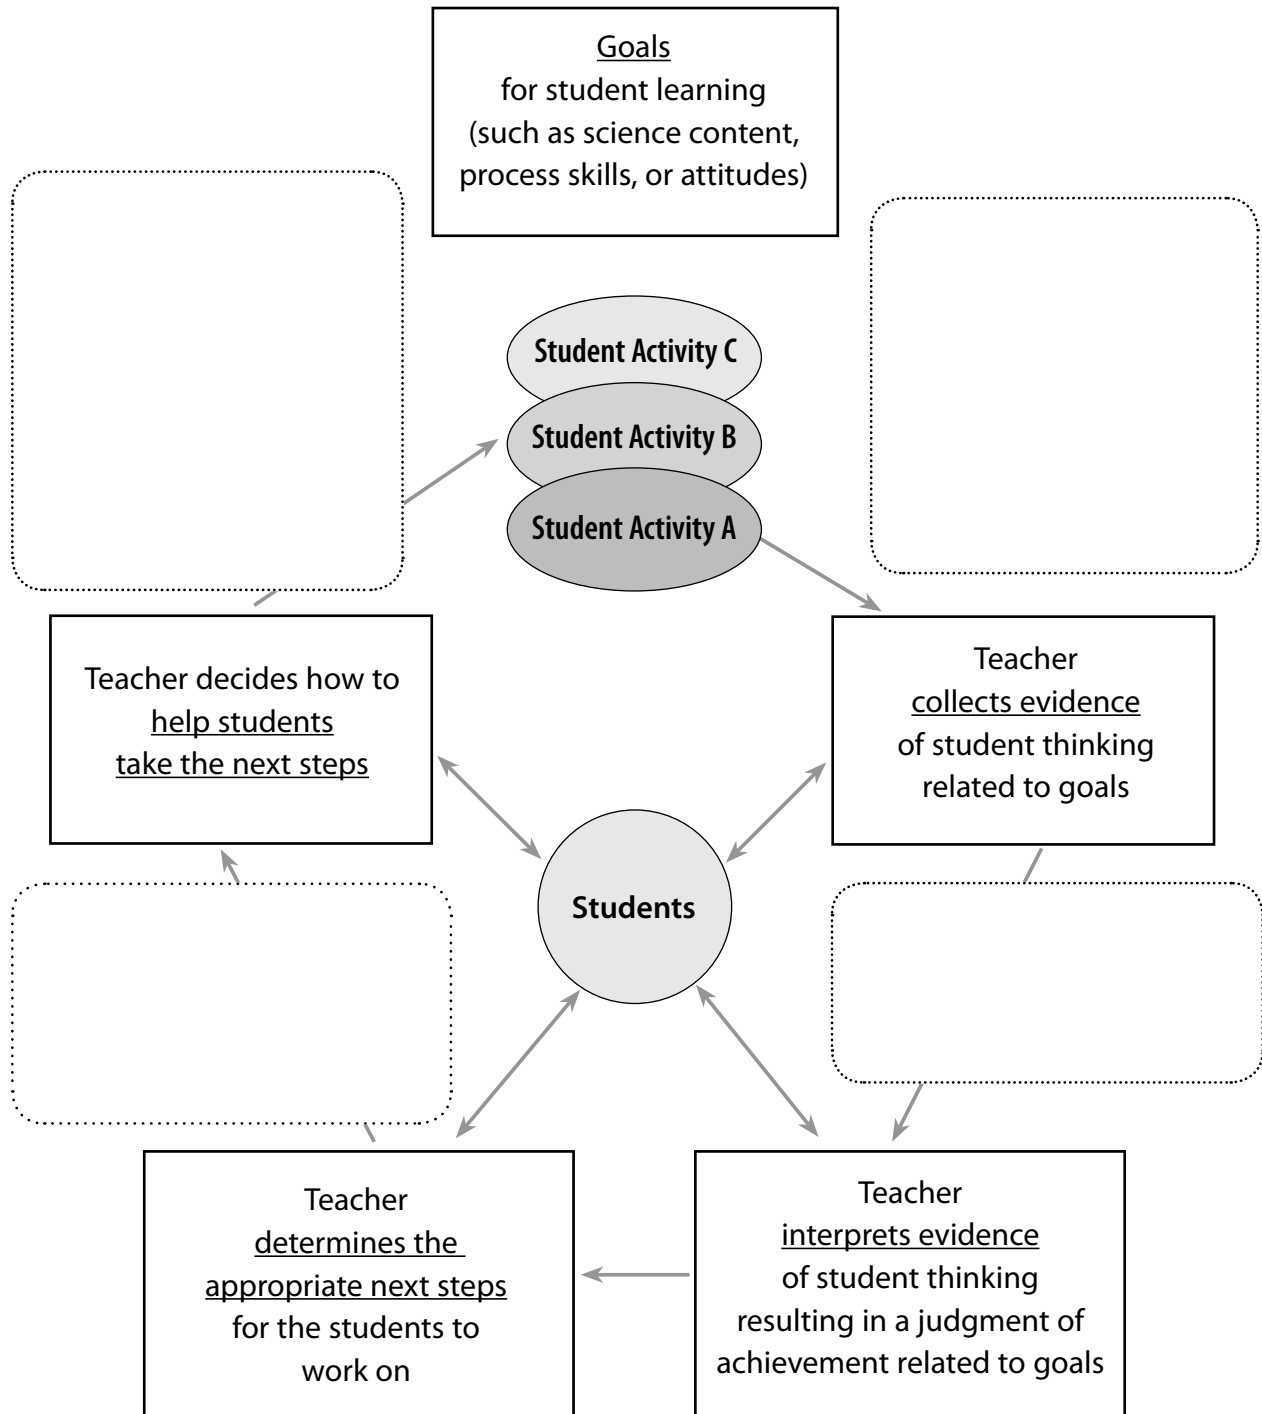 Goals
for student learning
(such as science content,
process skills, or attitudes)
Student Activity C
Student Activity B
Student Activity A
Teacher decides how to
help students
take the next steps
Teacher
collects evidence
of student thinking
related to goals
Students
Teacher
determines the
appropriate next steps
for the students to
work on
Teacher
interprets evidence
of student thinking
resulting in a judgment of
achievement related to goals